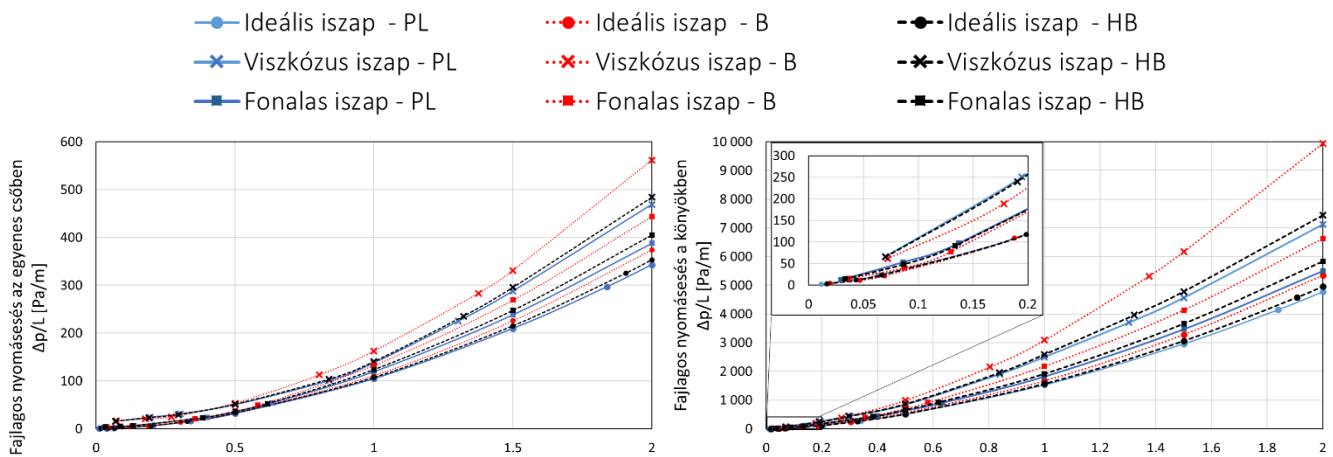 Ideális iszap - PL
Ideális iszap - B
Ideális iszap - HB
Viszkózus iszap - PL
Viszkózus iszap - B
Viszkózus iszap - HB
Fonalas iszap - PL
Fonalas iszap - B
Fonalas iszap - HB
Fajlagos nyomásesés az egyenes csőben
Δp/L [Pa/m]
600
500
400
300
200
100
0
0 0.5 1 1.5 2
Fajlagos nyomásesés a könyökben
Δp/L [Pa/m]
10 000
9 000
8 000
7 000
6 000
5 000
4 000
3 000
2 000
1 000
0
0 0.2 0.4 0.6 0.8 1 1.2 1.4 1.6 1.8 2
300
250
200
150
100
50
0
0 0.05 0.1 0.15 0.2